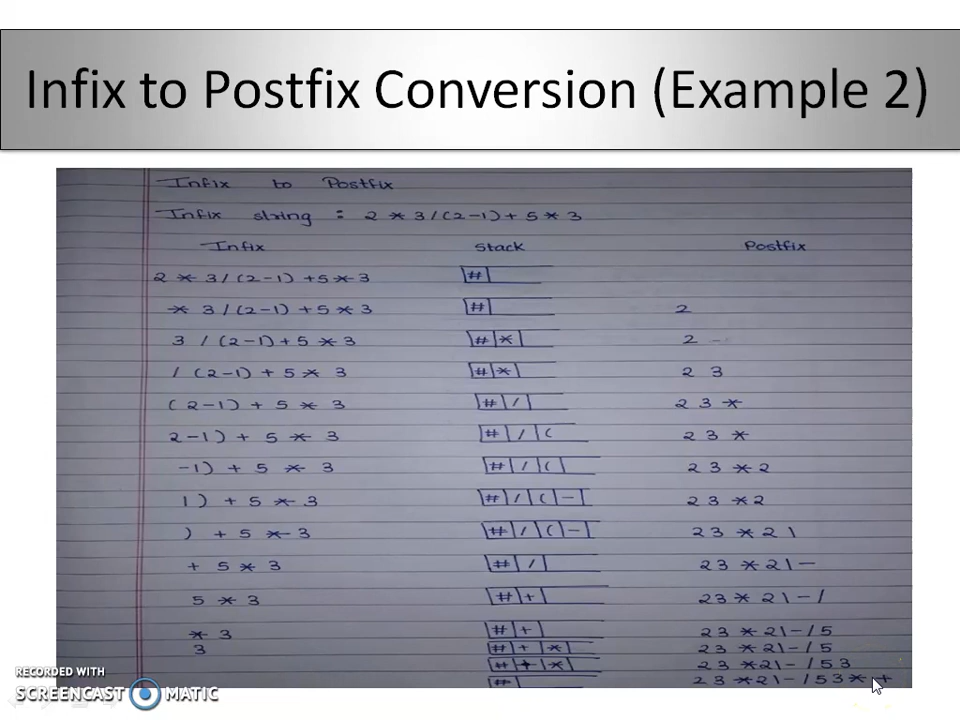 Infix to Postfix Conversion (Example 2)
Infix to Postfix
Infix string : 2 * 3 / (2 - 1) + 5 * 3
Infix Stack Postfix
2 * 3 / (2 - 1) + 5 * 3 #
* 3 / (2 - 1) + 5 * 3 # 2
3 / (2 - 1) + 5 * 3 # * 2
/ (2 - 1) + 5 * 3 # * 2 3
( 2 - 1) + 5 * 3 # / 2 3 *
2 - 1) + 5 * 3 # / ( 2 3 *
- 1) + 5 * 3 # / ( 2 3 * 2
1 ) + 5 * 3 # / ( - 2 3 * 2
) + 5 * 3 # / ( - 2 3 * 2 1
+ 5 * 3 # / 2 3 * 2 1 -
5 * 3 # + 2 3 * 2 1 - /
* 3 # + 2 3 * 2 1 - / 5
3 # + * 2 3 * 2 1 - / 5
# + * 2 3 * 2 1 - / 5 3
# 2 3 * 2 1 - / 5 3 * +
RECORDED WITH
SCREENCAST MATIC